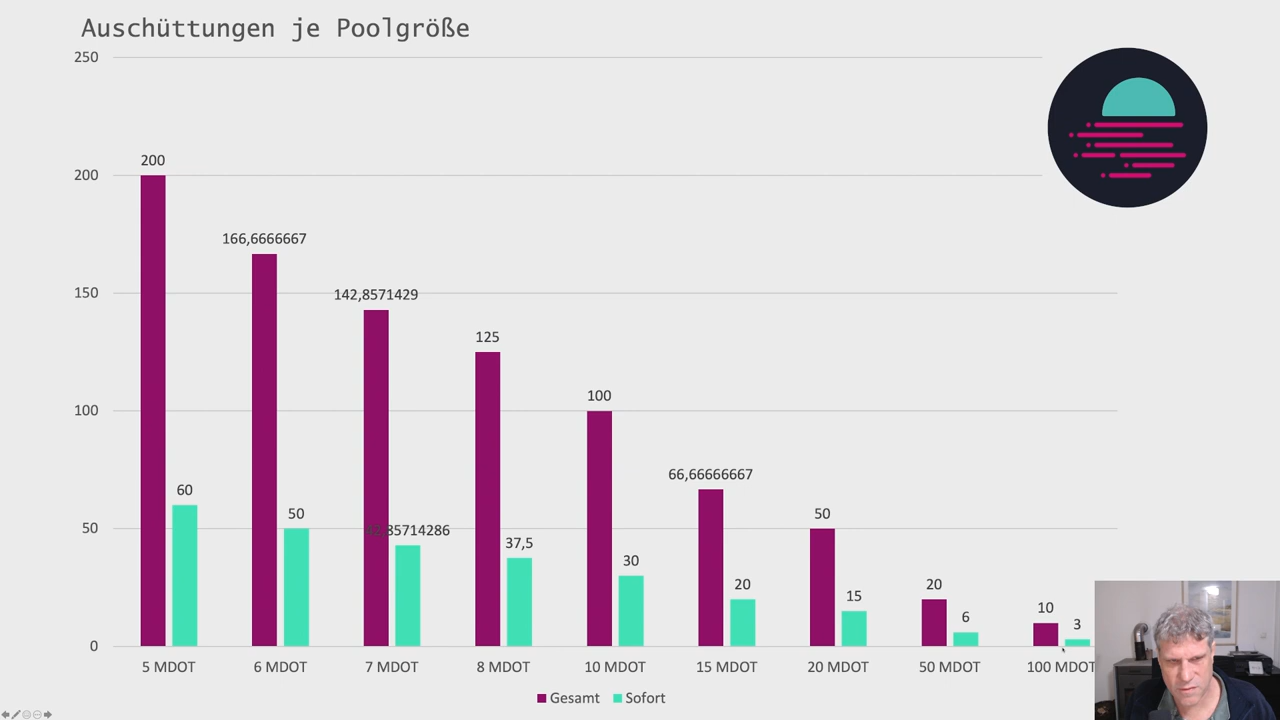 Auschüttungen je Poolgröße
250
200
150
100
50
0
200
60
166,6666667
50
142,8571429
42,85714286
125
37,5
100
30
66,66666667
20
50
15
20
6
10
3
5 MDOT
6 MDOT
7 MDOT
8 MDOT
10 MDOT
15 MDOT
20 MDOT
50 MDOT
100 MDOT
Gesamt
Sofort